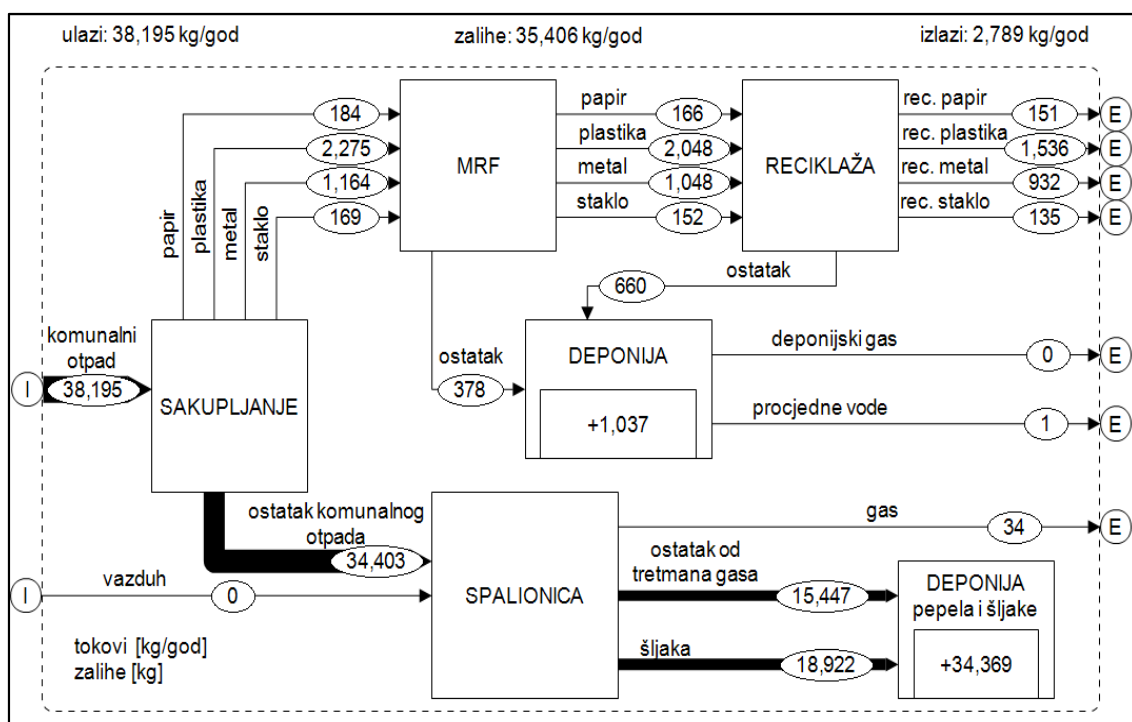 ulazi: 38,195 kg/god
zalihe: 35,406 kg/god
izlazi: 2,789 kg/god
papir
plastika
metal
staklo
184
2,275
1,164
169
MRF
papir
plastika
metal
staklo
166
2,048
1,048
152
RECIKLAŽA
rec. papir
rec. plastika
rec. metal
rec. staklo
151
1,536
932
135
E
E
E
E
ostatak
660
ostatak
378
DEPONIJA
+1,037
deponijski gas
0
E
procjedne vode
1
E
komunalni
otpad
I
38,195
SAKUPLJANJE
ostatak komunalnog
otpada
34,403
vazduh
I
0
SPALIONICA
gas
34
E
ostatak od
tretmana gasa
15,447
šljaka
18,922
DEPONIJA
pepela i šljake
+34,369
tokovi [kg/god]
zalihe [kg]